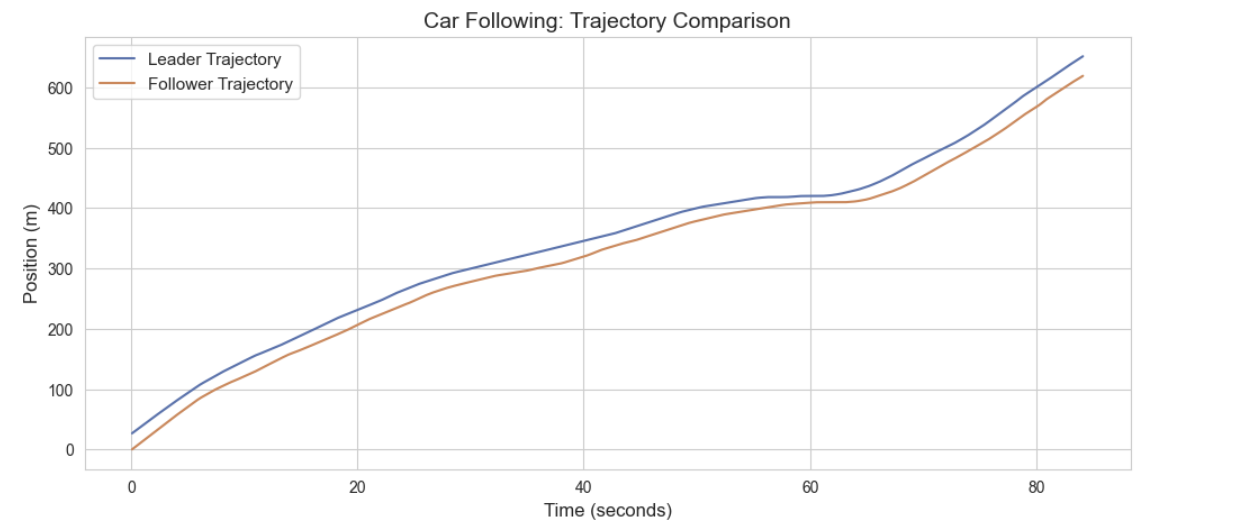 Car Following: Trajectory Comparison
Leader Trajectory
Follower Trajectory
600
500
400
300
200
100
0
Position (m)
0 20 40 60 80
Time (seconds)